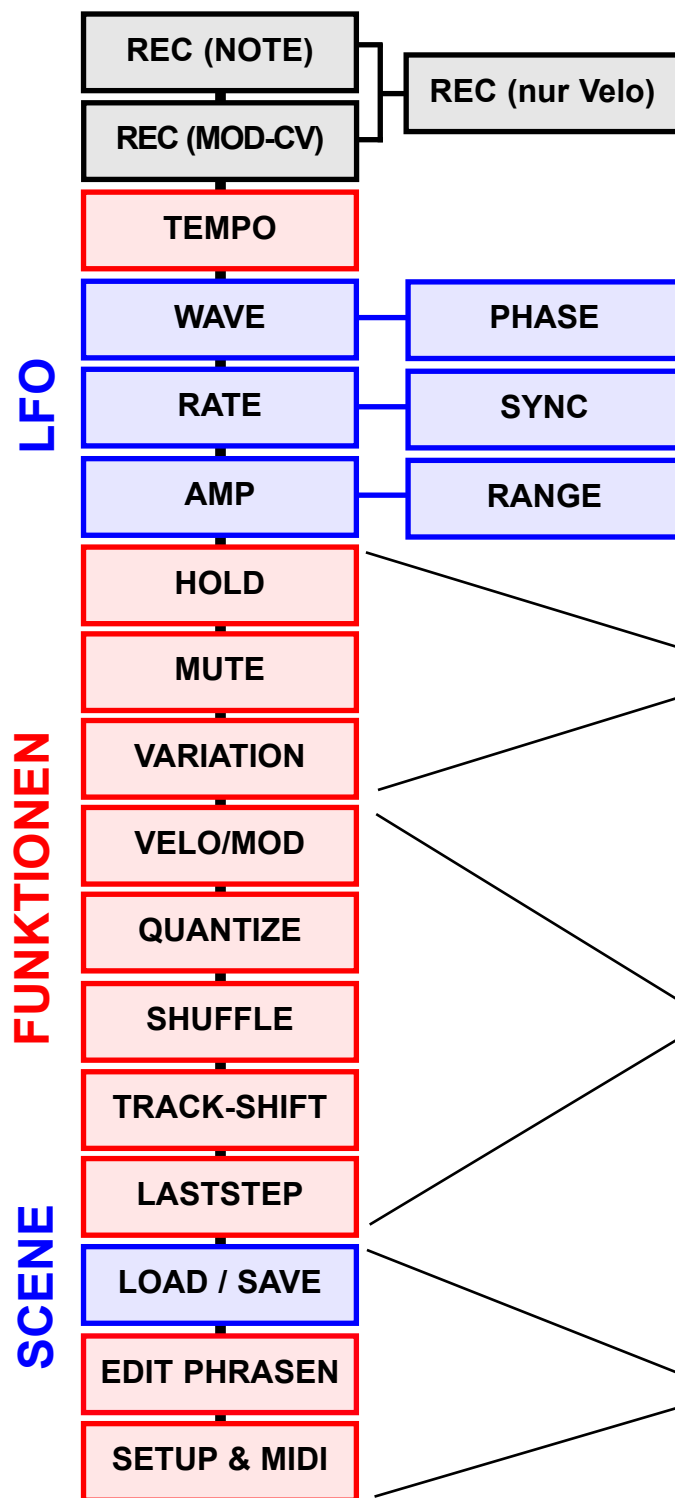 REC (NOTE)
REC (nur Velo)
REC (MOD-CV)
TEMPO
LFO
WAVE
PHASE
RATE
SYNC
AMP
RANGE
FUNKTIONEN
HOLD
MUTE
VARIATION
VELO/MOD
QUANTIZE
SHUFFLE
TRACK-SHIFT
LASTSTEP
SCENE
LOAD / SAVE
EDIT PHRASEN
SETUP & MIDI